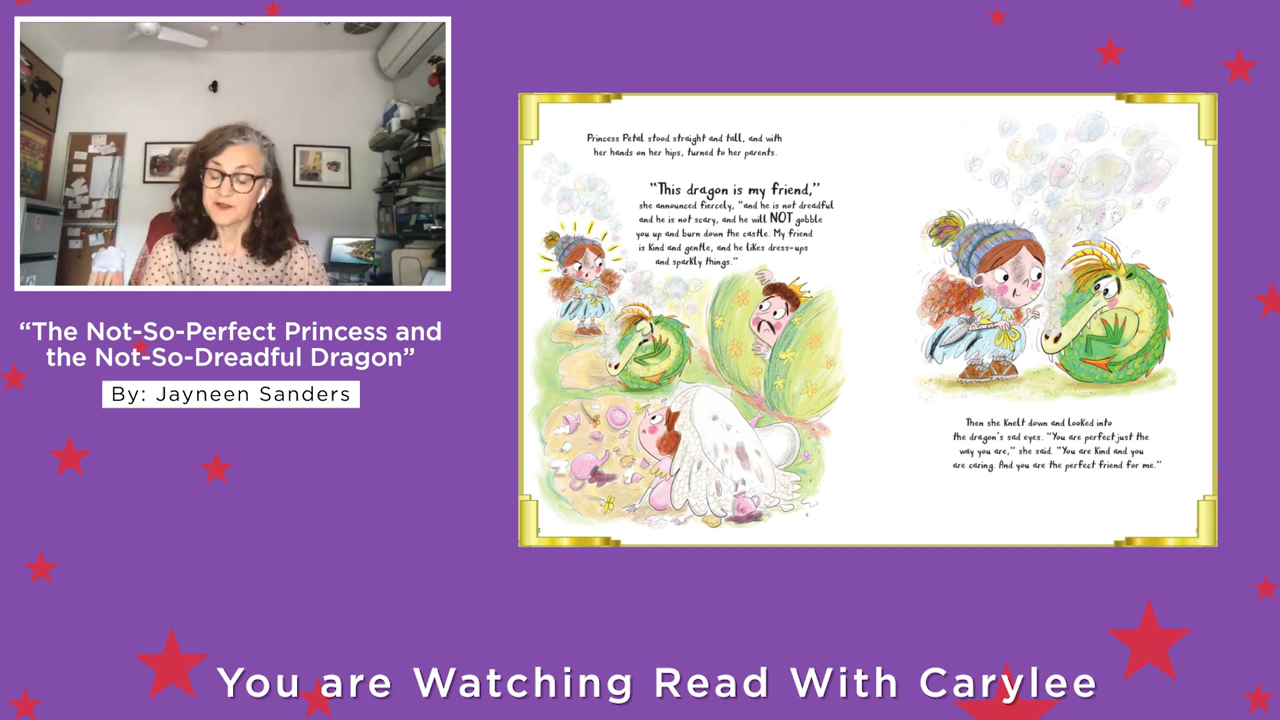 “The Not-So-Perfect Princess and
the Not-So-Dreadful Dragon”
By: Jayneen Sanders
Princess Petal stood straight and tall, and with
her hands on her hips, turned to her parents.
“This dragon is my friend,”
she announced fiercely, “and he is not dreadful
and he is not scary, and he will NOT gobble
you up and burn down the castle. My friend
is kind and gentle, and he likes dress-ups
and sparkly things.”
Then she knelt down and looked into
the dragon's sad eyes. “You are perfect just the
way you are,” she said. “You are kind and you
are caring. And you are the perfect friend for me.”
You are Watching Read With Carylee